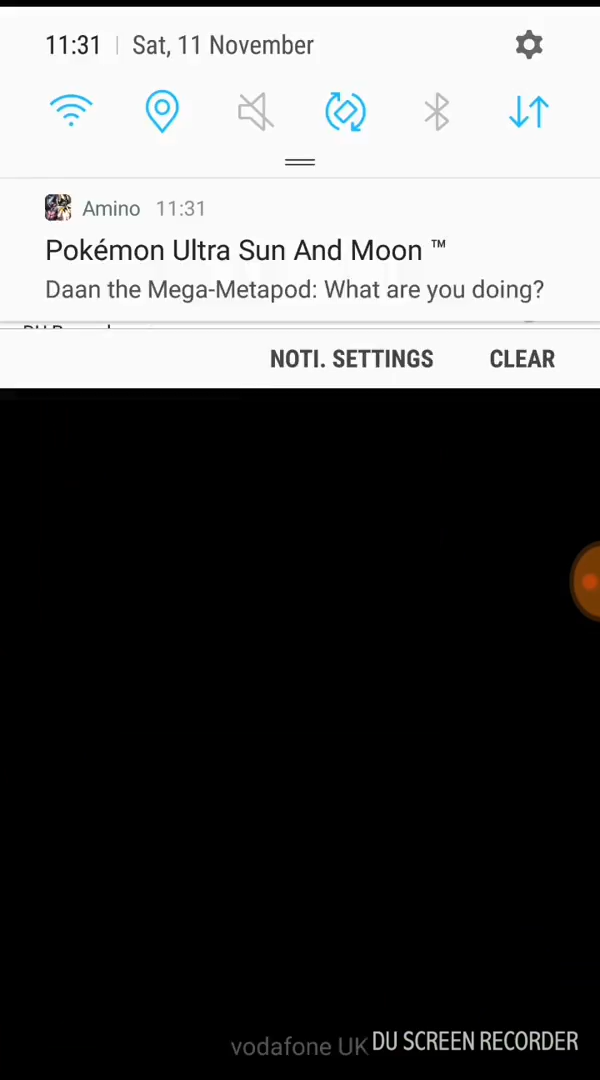 11:31 | Sat, 11 November
Amino 11:31
Pokémon Ultra Sun And Moon ™
Daan the Mega-Metapod: What are you doing?
NOTI. SETTINGS CLEAR
vodafone UK DU SCREEN RECORDER